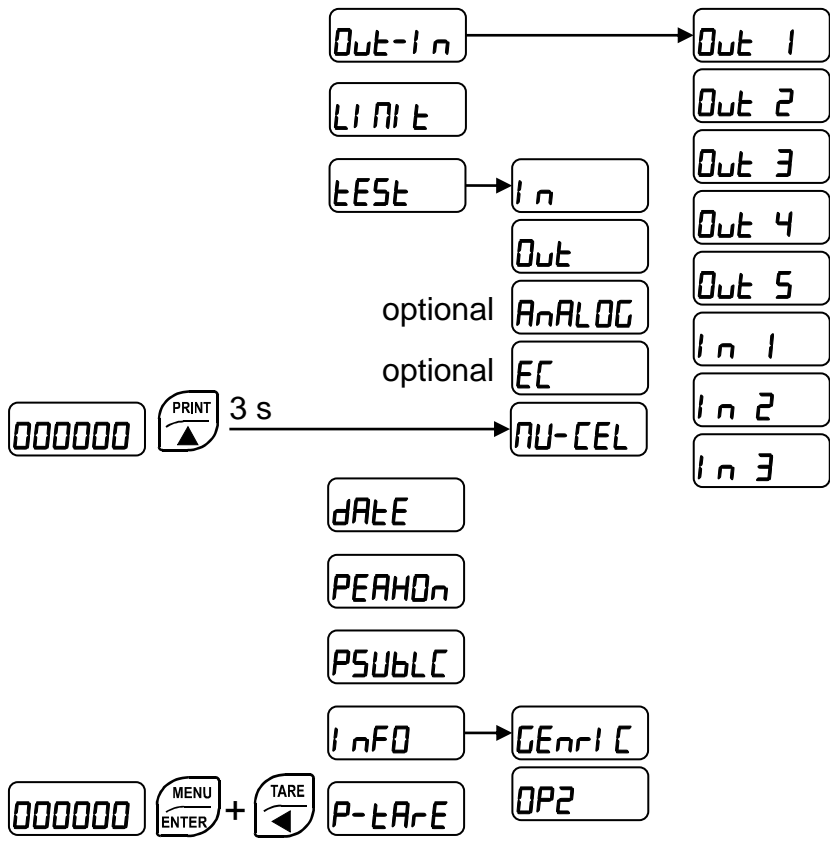 Out-In
Out 1
Out 2
LIMIt
Out 3
tESt
In
Out 4
Out
Out 5
optional AnALOG
In 1
optional EC
In 2
000000 PRINT 3 s MU-CEL
In 3
dAtE
PEAHOn
PSUbLC
InFO GEnrIC
000000 MENU ENTER + TARE P-tArE OP2